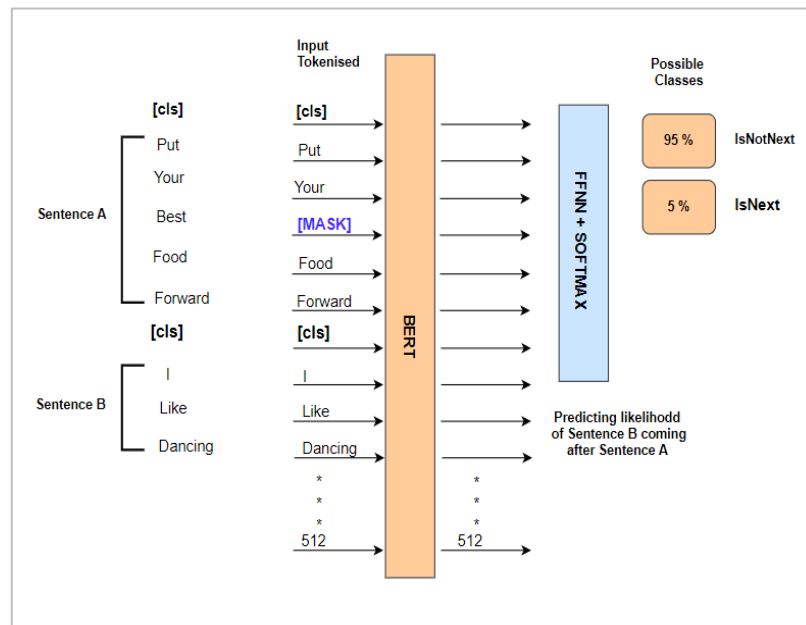 Input
Tokenised
Possible
Classes
[cls]
Put
Your
Best
Food
Forward
Sentence A
[cls]
I
Like
Dancing
Sentence B
[cls]
Put
Your
[MASK]
Food
Forward
[cls]
I
Like
Dancing
*
*
*
512
BERT
*
*
*
512
FFNN + SOFTMAX
95 %
IsNotNext
5 %
IsNext
Predicting likelihodd
of Sentence B coming
after Sentence A